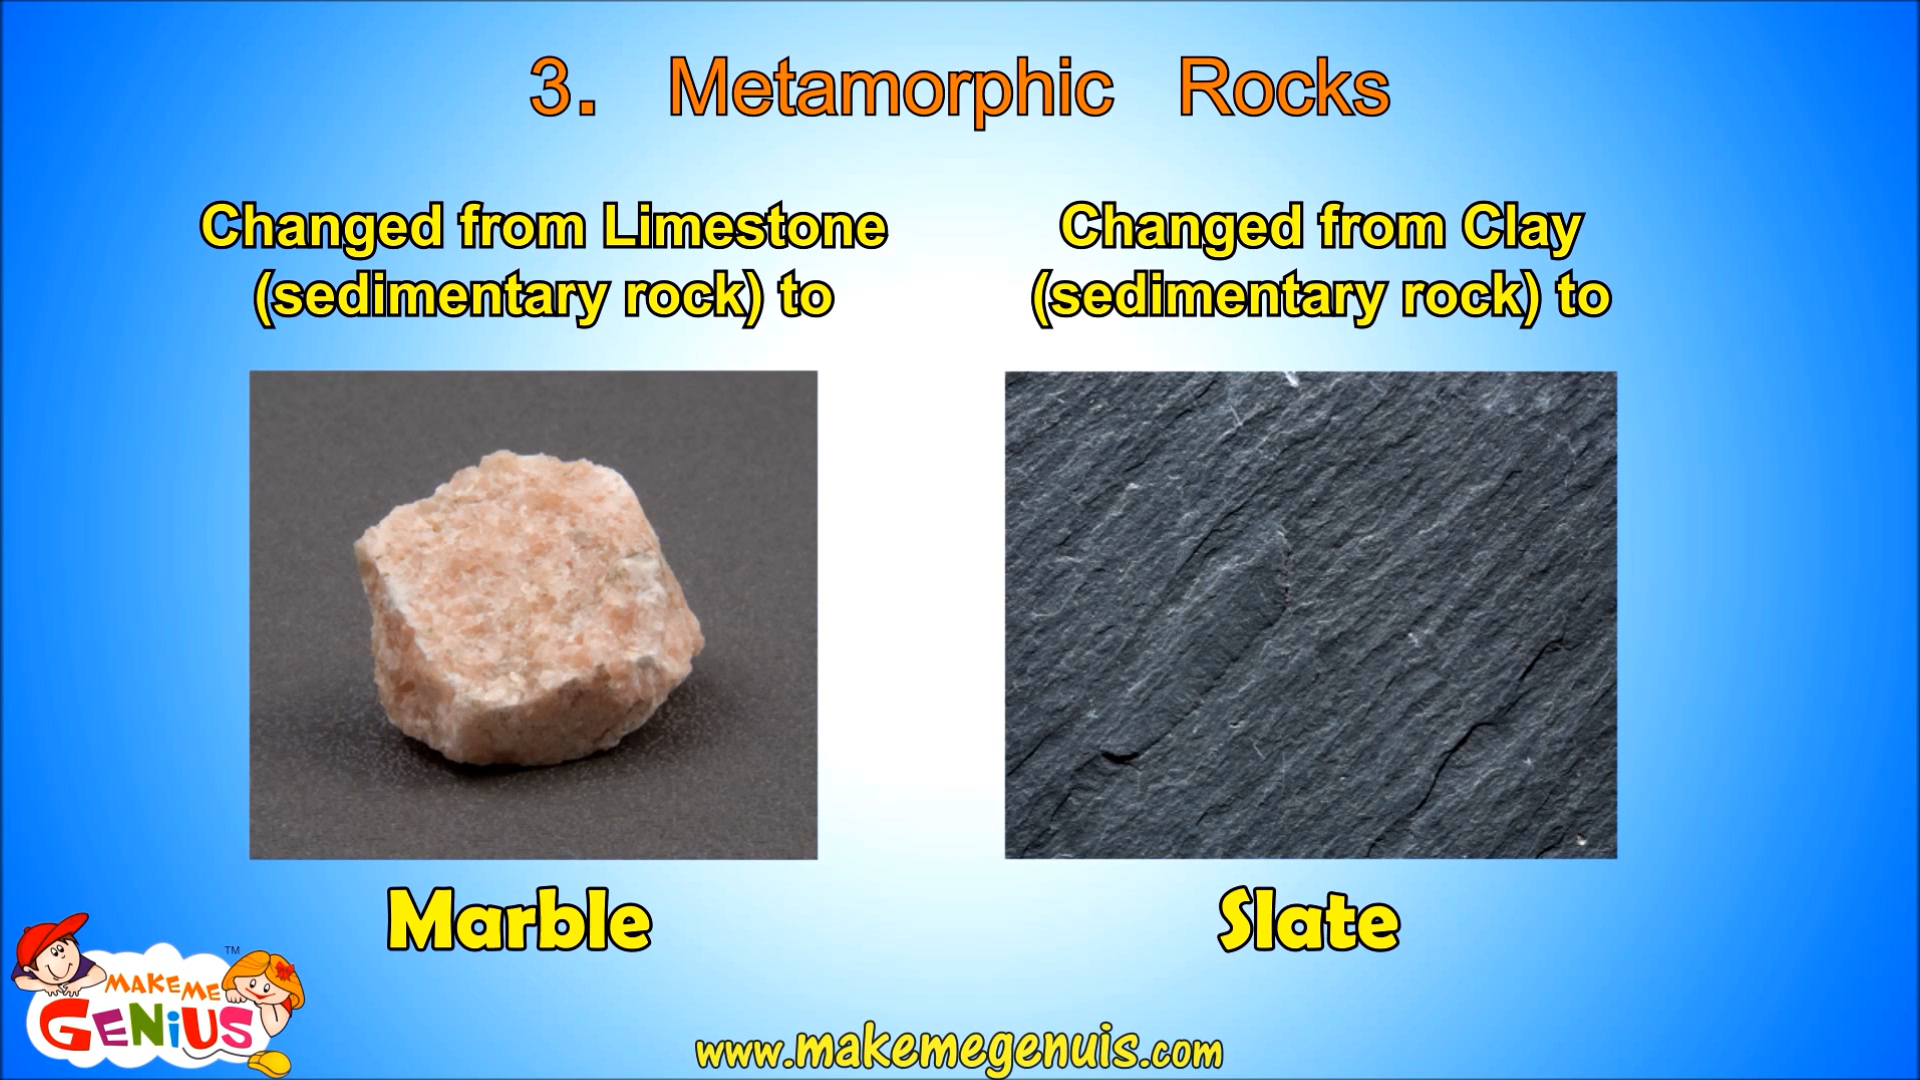 3. Metamorphic Rocks
Changed from Limestone
(sedimentary rock) to
Changed from Clay
(sedimentary rock) to
Marble
Slate
MAKE ME
GENiUS
TM
www.makemegenuis.com